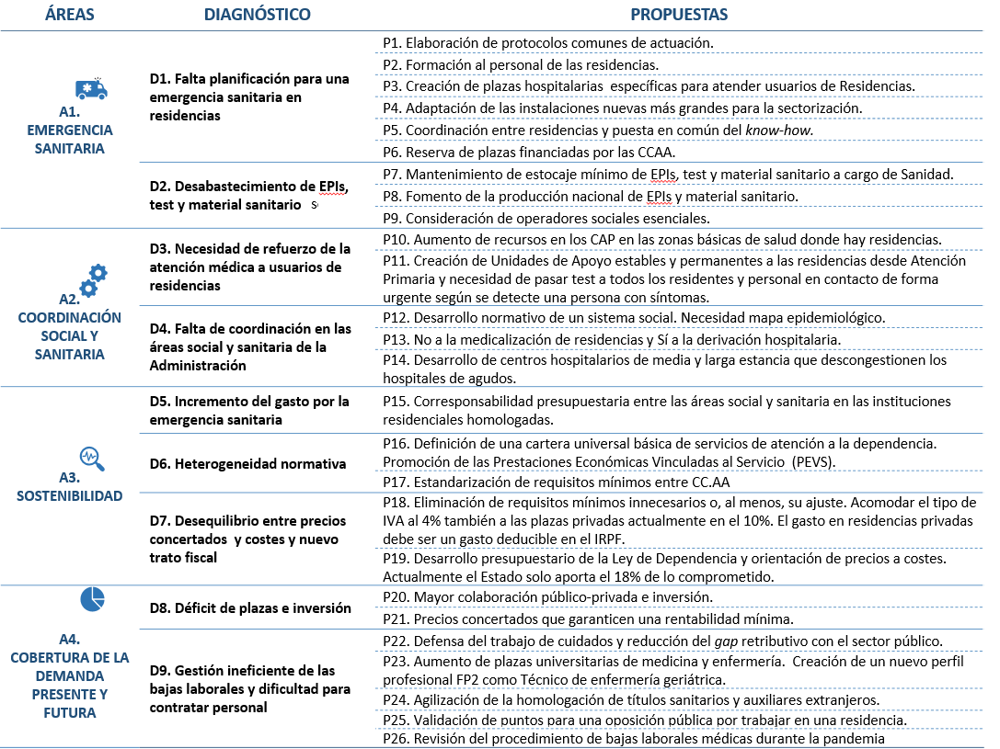 ÁREAS DIAGNÓSTICO PROPUESTAS
A1.
EMERGENCIA
SANITARIA
D1. Falta planificación para una
emergencia sanitaria en
residencias
P1. Elaboración de protocolos comunes de actuación.
P2. Formación al personal de las residencias.
P3. Creación de plazas hospitalarias específicas para atender usuarios de Residencias.
P4. Adaptación de las instalaciones nuevas más grandes para la sectorización.
P5. Coordinación entre residencias y puesta en común del know-how.
P6. Reserva de plazas financiadas por las CCAA.
D2. Desabastecimiento de EPIs,
test y material sanitario
P7. Mantenimiento de estocaje mínimo de EPIs, test y material sanitario a cargo de Sanidad.
P8. Fomento de la producción nacional de EPIs y material sanitario.
P9. Consideración de operadores sociales esenciales.
A2.
COORDINACIÓN
SOCIAL Y
SANITARIA
D3. Necesidad de refuerzo de la
atención médica a usuarios de
residencias
P10. Aumento de recursos en los CAP en las zonas básicas de salud donde hay residencias.
P11. Creación de Unidades de Apoyo estables y permanentes a las residencias desde Atención
Primaria y necesidad de pasar test a todos los residentes y personal en contacto de forma
urgente según se detecte una persona con síntomas.
D4. Falta de coordinación en las
áreas social y sanitaria de la
Administración
P12. Desarrollo normativo de un sistema social. Necesidad mapa epidemiológico.
P13. No a la medicalización de residencias y Sí a la derivación hospitalaria.
P14. Desarrollo de centros hospitalarios de media y larga estancia que descongestionen los
hospitales de agudos.
A3.
SOSTENIBILIDAD
D5. Incremento del gasto por la
emergencia sanitaria
P15. Corresponsabilidad presupuestaria entre las áreas social y sanitaria en las instituciones
residenciales homologadas.
D6. Heterogeneidad normativa
P16. Definición de una cartera universal básica de servicios de atención a la dependencia.
Promoción de las Prestaciones Económicas Vinculadas al Servicio (PEVS).
P17. Estandarización de requisitos mínimos entre CC.AA
D7. Desequilibrio entre precios
concertados y costes y nuevo
trato fiscal
P18. Eliminación de requisitos mínimos innecesarios o, al menos, su ajuste. Acomodar el tipo de
IVA al 4% también a las plazas privadas actualmente en el 10%. El gasto en residencias privadas
debe ser un gasto deducible en el IRPF.
P19. Desarrollo presupuestario de la Ley de Dependencia y orientación de precios a costes.
Actualmente el Estado solo aporta el 18% de lo comprometido.
A4.
COBERTURA DE LA
DEMANDA
PRESENTE Y
FUTURA
D8. Déficit de plazas e inversión
P20. Mayor colaboración público-privada e inversión.
P21. Precios concertados que garanticen una rentabilidad mínima.
D9. Gestión ineficiente de las
bajas laborales y dificultad para
contratar personal
P22. Defensa del trabajo de cuidados y reducción del gap retributivo con el sector público.
P23. Aumento de plazas universitarias de medicina y enfermería. Creación de un nuevo perfil
profesional FP2 como Técnico de enfermería geriátrica.
P24. Agilización de la homologación de títulos sanitarios y auxiliares extranjeros.
P25. Validación de puntos para una oposición pública por trabajar en una residencia.
P26. Revisión del procedimiento de bajas laborales médicas durante la pandemia